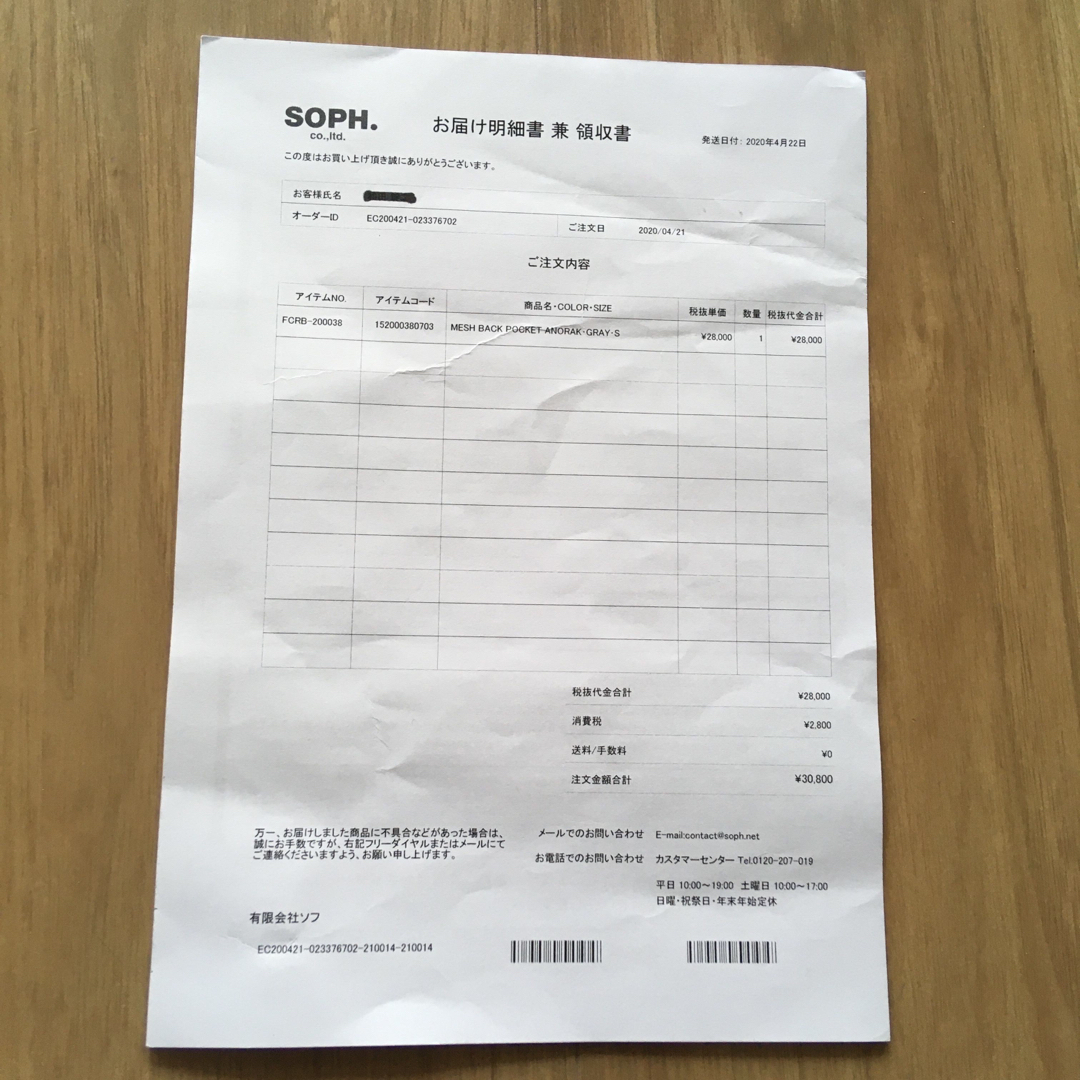 SOPH.
co.,ltd.
お届け明細書 兼 領収書
発送日付: 2020年4月22日
この度はお買い上げ頂き誠にありがとうございます。
お客様氏名
オーダーID EC200421-023376702 ご注文日 2020/04/21
ご注文内容
アイテムNO. アイテムコード 商品名・COLOR・SIZE 税抜単価 数量 税抜代金合計
FCRB-200038 152000380703 MESH BACK POCKET ANORAK・GRAY・S ¥28,000 1 ¥28,000
税抜代金合計 ¥28,000
消費税 ¥2,800
送料/手数料 ¥0
注文金額合計 ¥30,800
万一、お届けしました商品に不具合などがあった場合は、
誠にお手数ですが、右記フリーダイヤルまたはメールにて
ご連絡くださいますよう、お願い申し上げます。
メールでのお問い合わせ E-mail:contact@soph.net
お電話でのお問い合わせ カスタマーセンター Tel:0120-207-019
平日 10:00～19:00 土曜日 10:00～17:00
日曜・祝祭日・年末年始定休
有限会社ソフ
EC200421-023376702-210014-210014